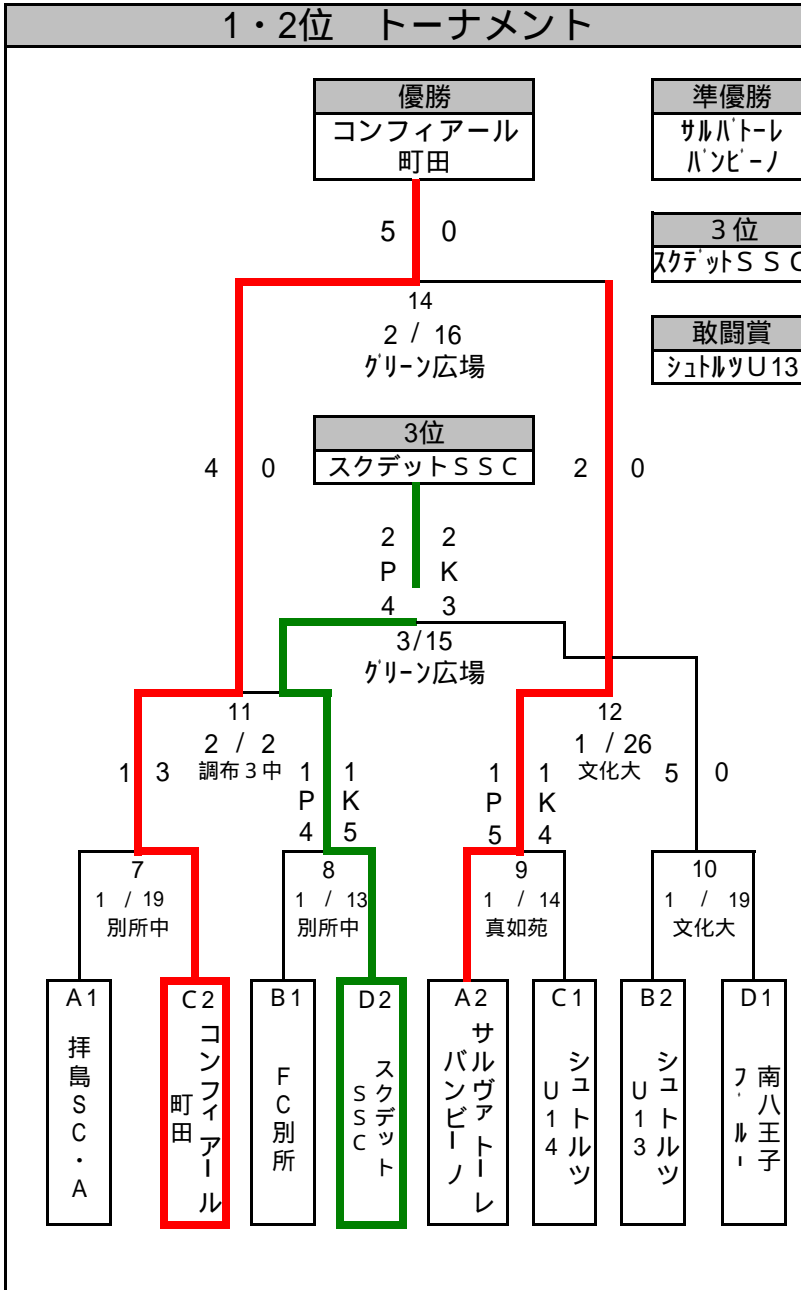 1・2位　トーナメント
優勝
コンフィアール
町田
準優勝
ｻﾙﾊﾞﾄｰﾚ
ﾊﾞﾝﾋﾞｰﾉ
5 0
３位
ｽｸﾃﾞｯﾄＳＳＣ
14
2 / 16
ｸﾞﾘｰﾝ広場
敢闘賞
ｼｭﾄﾙﾂＵ13
3位
スクデットＳＳＣ
4 0
2 0
2 2
P K
4 3
3/15
ｸﾞﾘｰﾝ広場
11
2 / 2
調布３中
12
1 / 26
文化大
1 3
1 1
P K
4 5
1 1
P K
5 4
5 0
7
1 / 19
別所中
8
1 / 13
別所中
9
1 / 14
真如苑
10
1 / 19
文化大
A1
拝島SC・A
C2
コンフィアール
町田
B1
FC別所
D2
スクデット
SSC
A2
サルヴァトーレ
バンビーノ
C1
シュトルツ
U14
B2
シュトルツ
U13
D1
南八王子
ﾌﾞﾙｰ